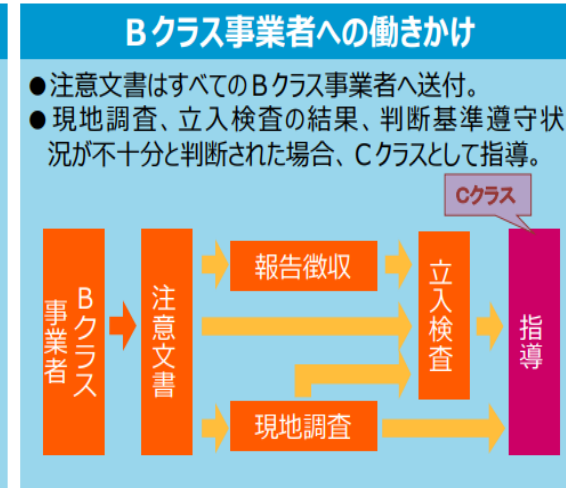 Bクラス事業者への働きかけ
●注意文書はすべてのBクラス事業者へ送付。
●現地調査、立入検査の結果、判断基準遵守状
況が不十分と判断された場合、Cクラスとして指導。
Cクラス
Bクラス
事業者
注意文書
報告徴収
現地調査
立入検査
指導